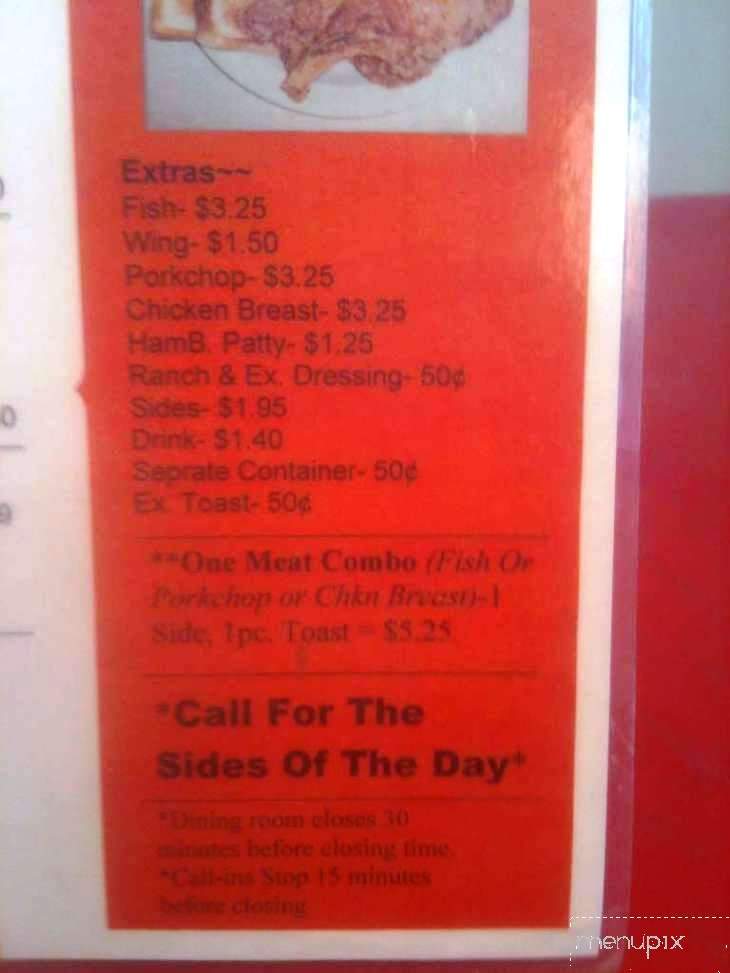 Extras~~
Fish- $3.25
Wing- $1.50
Porkchop- $3.25
Chicken Breast- $3.25
HamB. Patty- $1.25
Ranch & Ex. Dressing- 50¢
Sides- $1.95
Drink- $1.40
Seprate Container- 50¢
Ex. Toast- 50¢
**One Meat Combo (Fish Or
Porkchop or Chkn Breast)-1
Side, 1pc. Toast = $5.25
*Call For The
Sides Of The Day*
*Dining room closes 30
minutes before closing time.
*Call-ins Stop 15 minutes
before closing
menupix